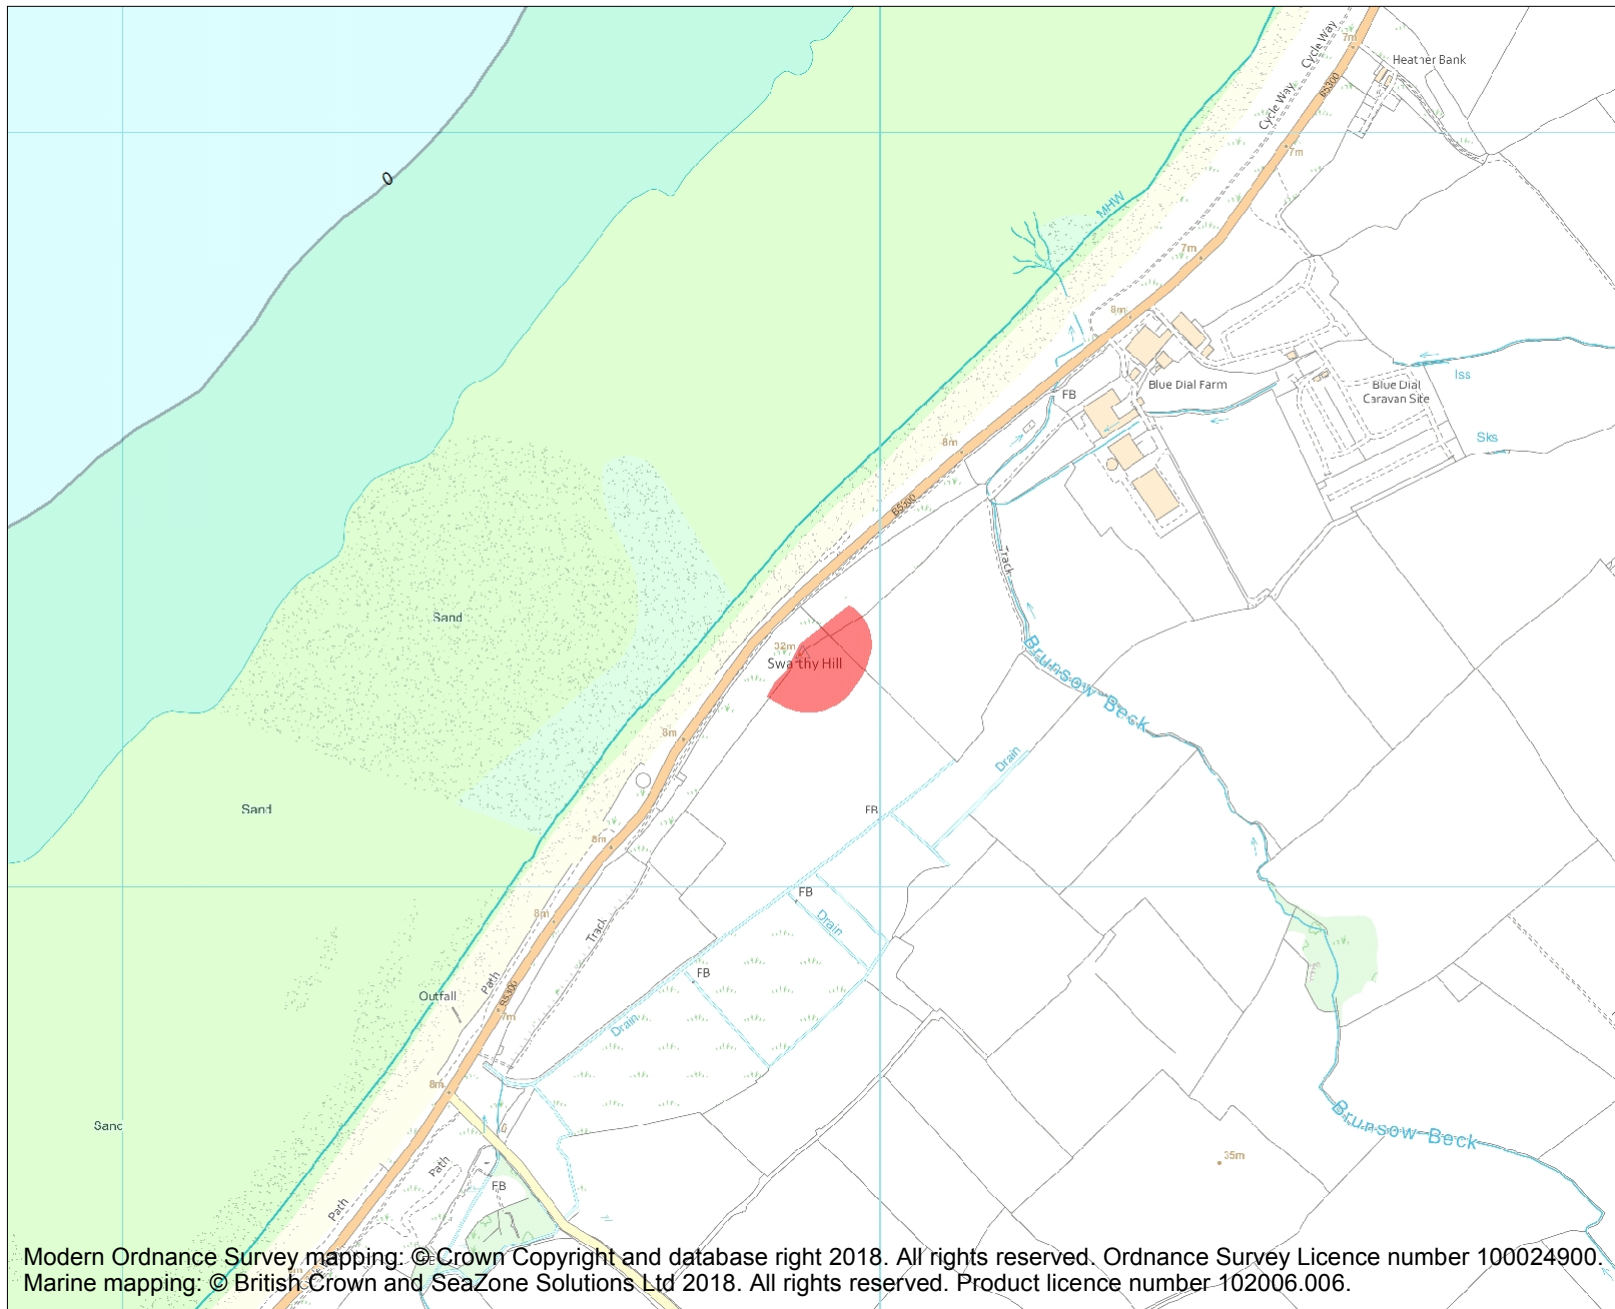 Cycle Way
7m
Heather Bank
B5300
Cycle Way
7m
0
MHW
7m
8m
Iss
Blue Dial Farm
Blue Dial
Caravan Site
FB
Sks
8m
B5300
Track
Sand
32m
Swarthy Hill
Brunsow Beck
8m
Drain
Sand
FB
8m
FB
8m
Drain
Track
FB
Path
Outfall
B5300
7m
Drain
8m
Sand
Brunsow Beck
35m
Path
FB
Path
Modern Ordnance Survey mapping: © Crown Copyright and database right 2018. All rights reserved. Ordnance Survey Licence number 100024900.
Marine mapping: © British Crown and SeaZone Solutions Ltd 2018. All rights reserved. Product licence number 102006.006.